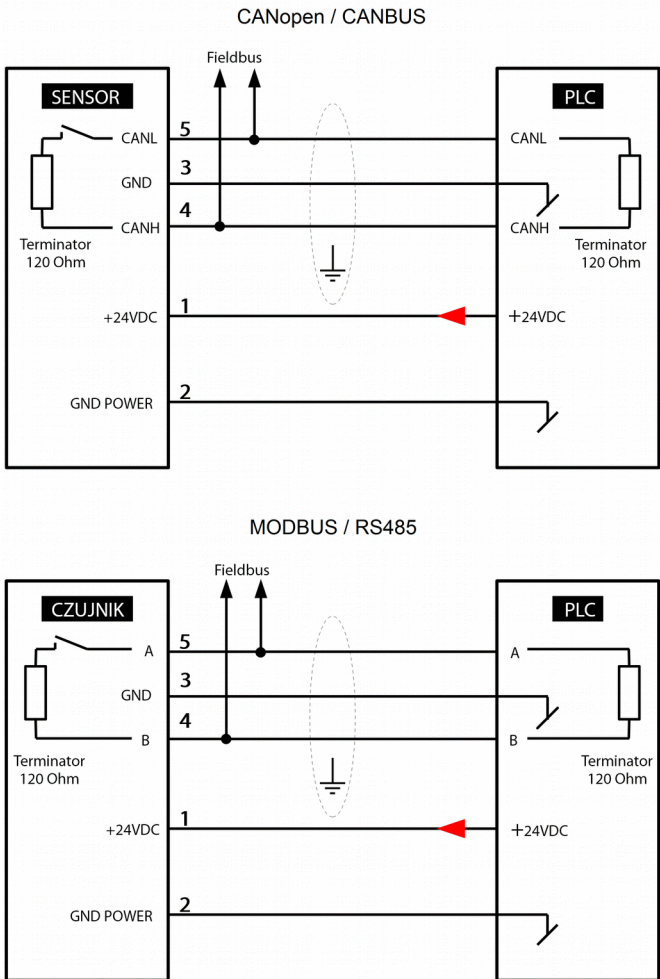 CANopen / CANBUS
Fieldbus
SENSOR
PLC
CANL
5
CANL
GND
3
CANH
4
CANH
Terminator
120 Ohm
Terminator
120 Ohm
+24VDC
1
+24VDC
GND POWER
2
MODBUS / RS485
Fieldbus
CZUJNIK
PLC
A
5
A
GND
3
B
4
B
Terminator
120 Ohm
Terminator
120 Ohm
+24VDC
1
+24VDC
GND POWER
2